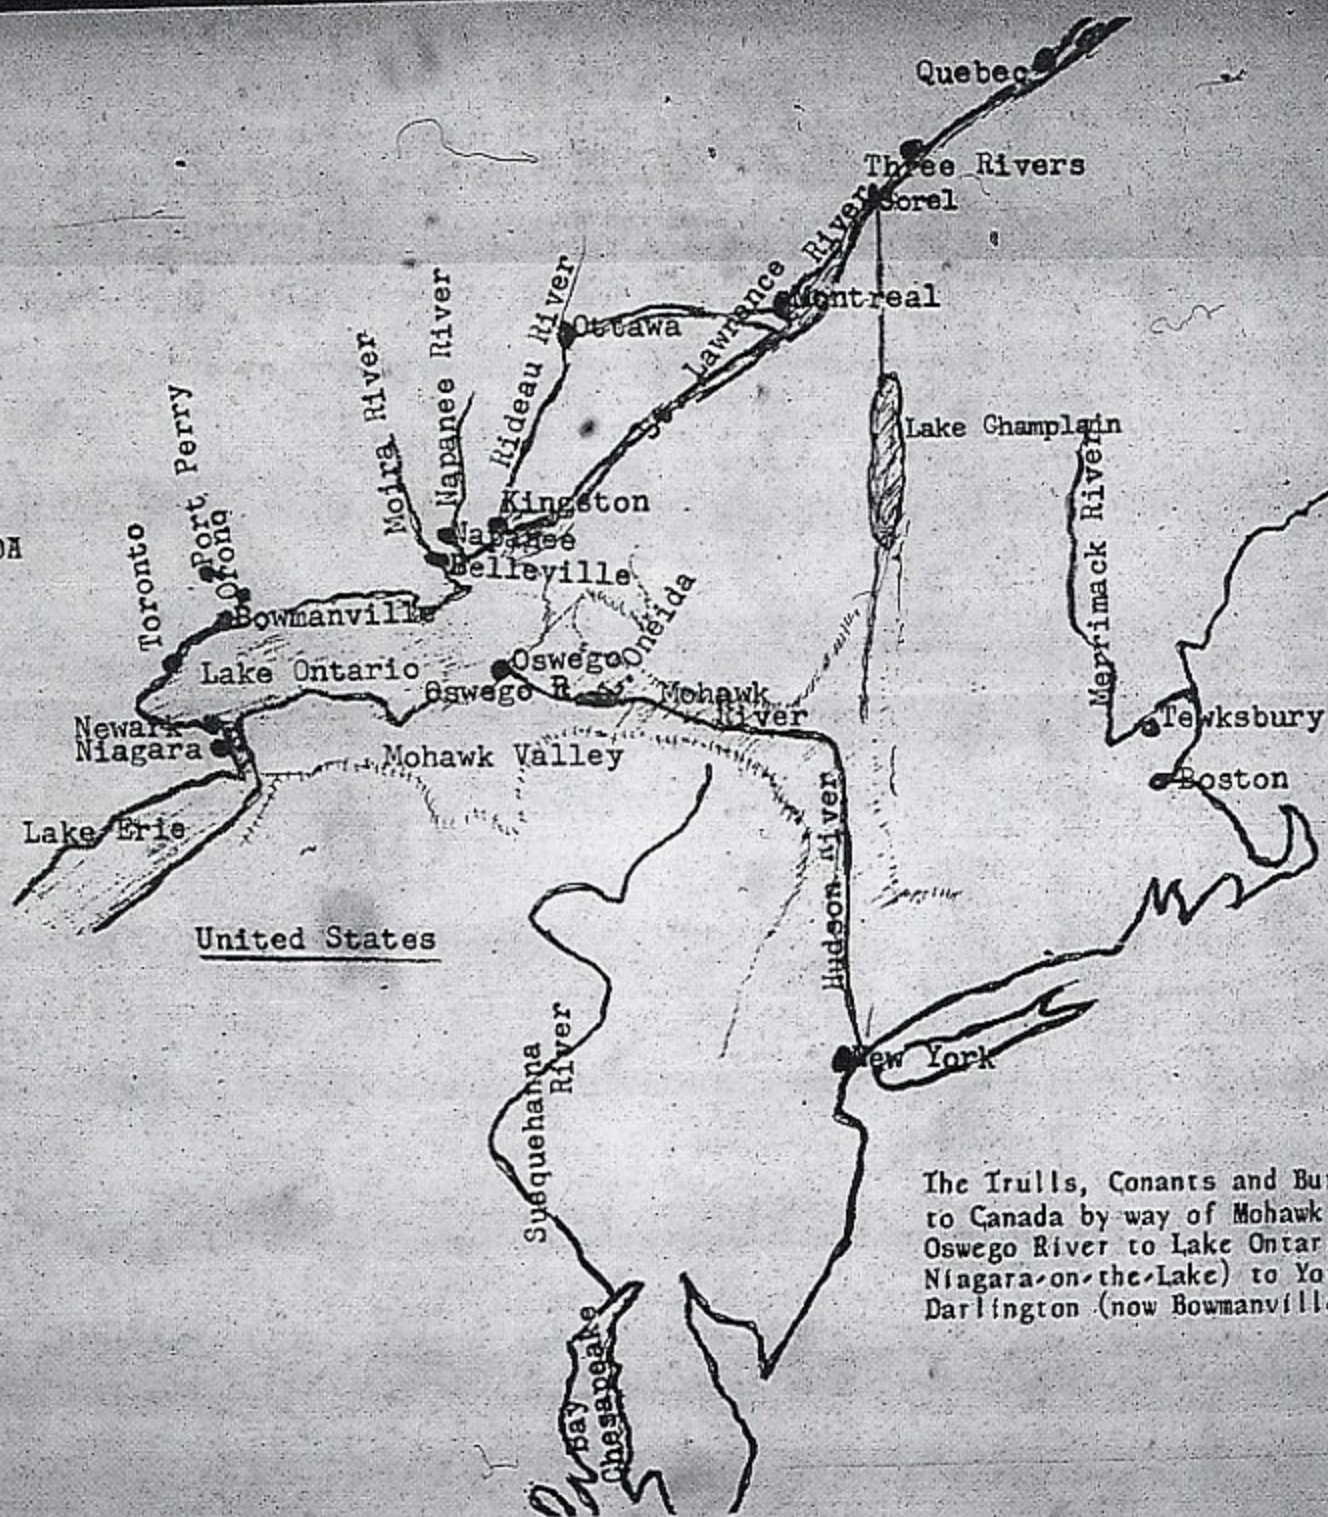 Quebec
Three Rivers
Sorel
St. Lawrance River
Montreal
Ottawa
Rideau River
Napanee River
Moira River
Lake Ghamplain
Merrimack River
Port Perry
Orono
Toronto
Kingston
Napanee
Belleville
Bowmanville
Lake Ontario
Oswego
Oneida
Oswego R.
Mohawk
River
Newark
Niagara
Mohawk Valley
Tewksbury
Boston
Lake Erie
Hudson River
United States
Susquehanna
River
New York
The Trulls, Conants and Bu
to Canada by way of Mohawk
Oswego River to Lake Ontar
Niagara-on-the-Lake) to Yo
Darlington (now Bowmanvill
Bay
Chesapeake